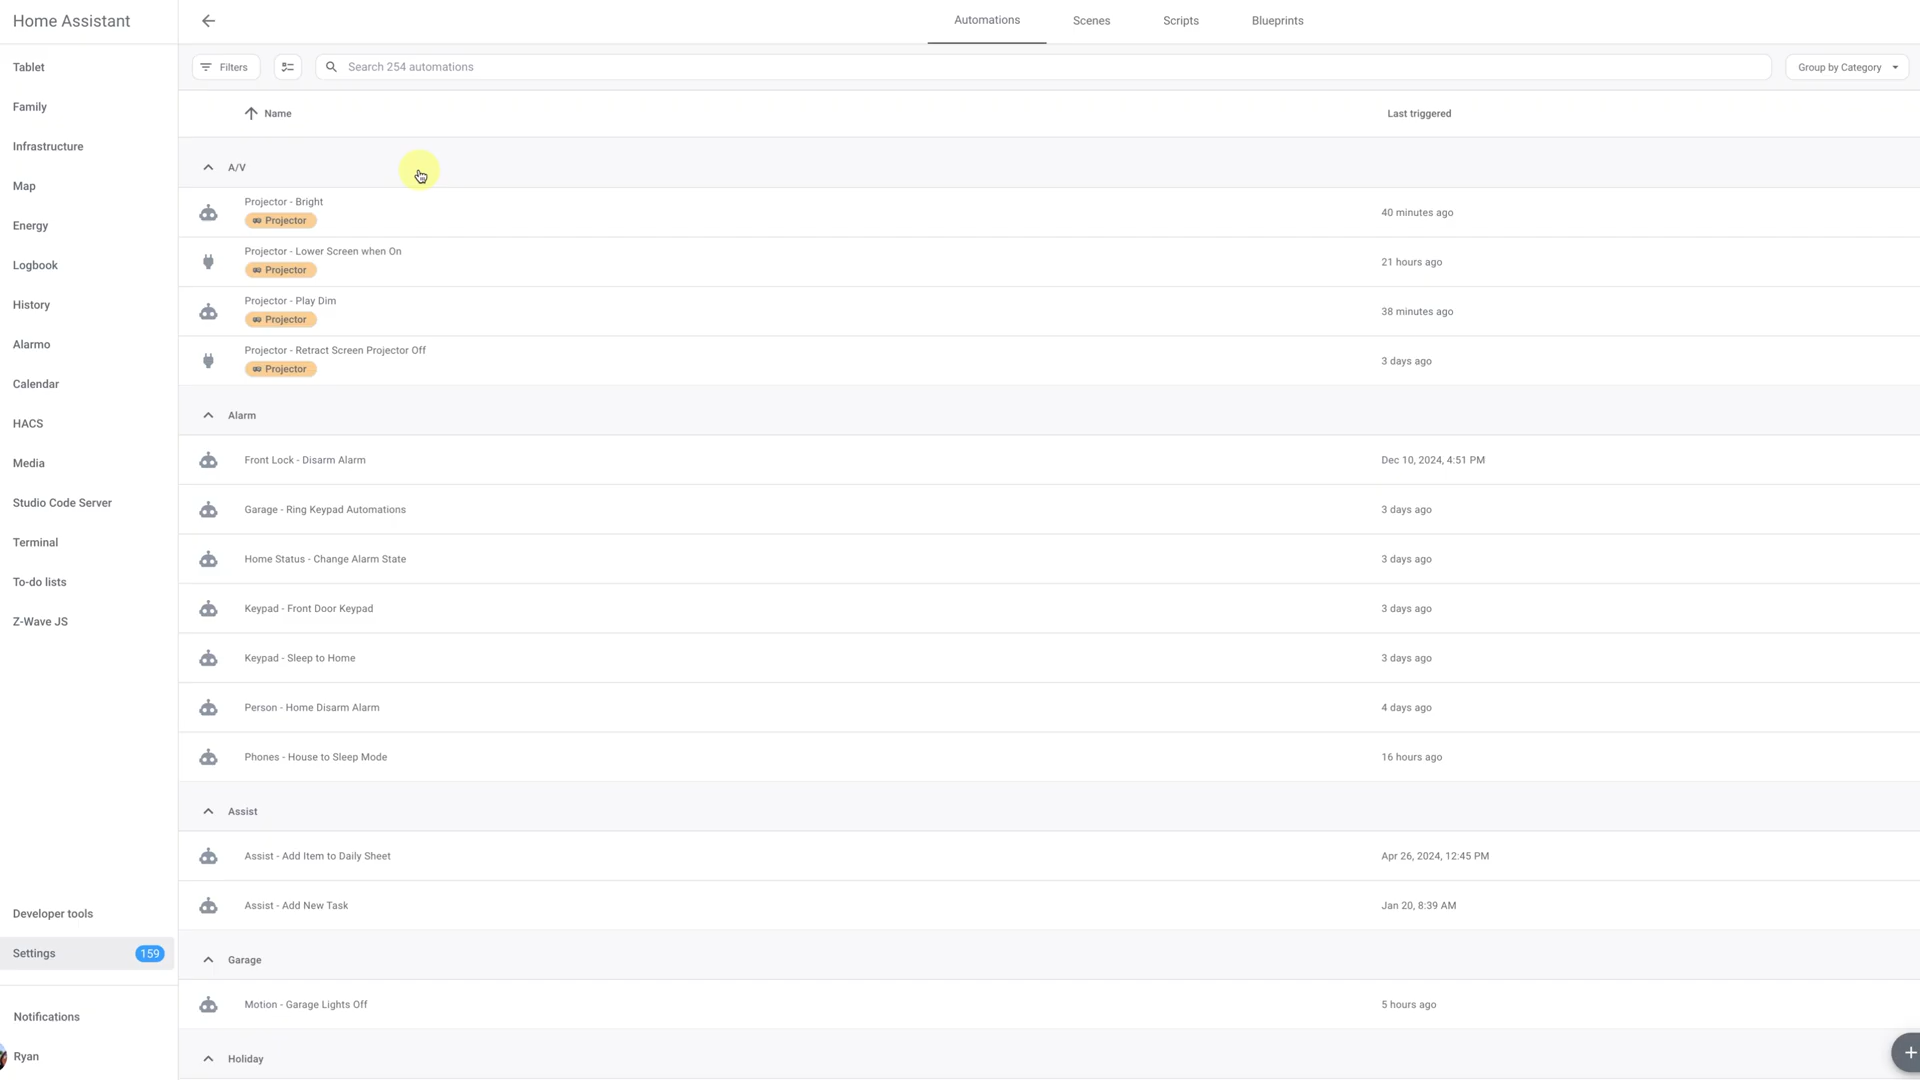 Home Assistant
Automations
Scenes
Scripts
Blueprints
Tablet
Family
Infrastructure
Map
Energy
Logbook
History
Alarmo
Calendar
HACS
Media
Studio Code Server
Terminal
To-do lists
Z-Wave JS
Developer tools
Settings 159
Notifications
Ryan
Filters
Search 254 automations
Group by Category
Name
Last triggered
A/V
Projector - Bright
Projector
40 minutes ago
Projector - Lower Screen when On
Projector
21 hours ago
Projector - Play Dim
Projector
38 minutes ago
Projector - Retract Screen Projector Off
Projector
3 days ago
Alarm
Front Lock - Disarm Alarm
Dec 10, 2024, 4:51 PM
Garage - Ring Keypad Automations
3 days ago
Home Status - Change Alarm State
3 days ago
Keypad - Front Door Keypad
3 days ago
Keypad - Sleep to Home
3 days ago
Person - Home Disarm Alarm
4 days ago
Phones - House to Sleep Mode
16 hours ago
Assist
Assist - Add Item to Daily Sheet
Apr 26, 2024, 12:45 PM
Assist - Add New Task
Jan 20, 8:39 AM
Garage
Motion - Garage Lights Off
5 hours ago
Holiday